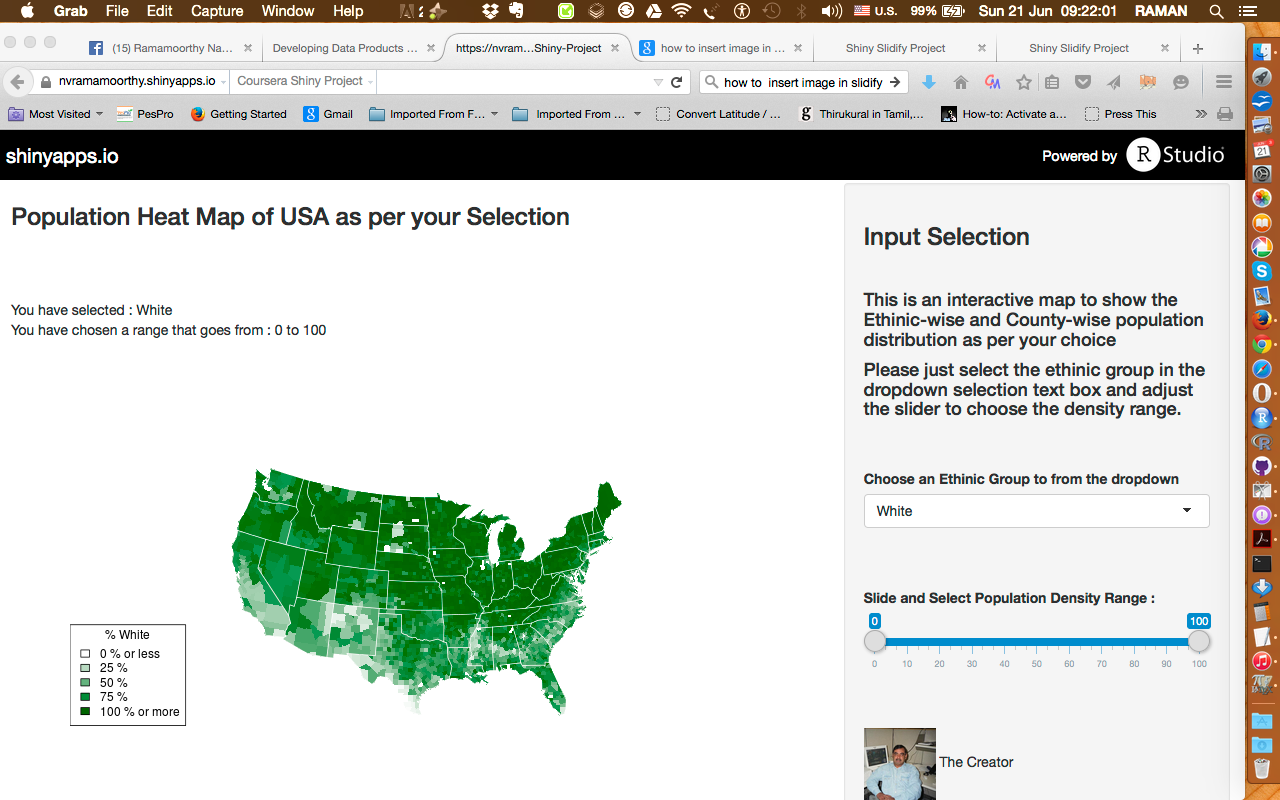 Grab File Edit Capture Window Help
U.S. 99% Sun 21 Jun 09:22:01 RAMAN
(15) Ramamoorthy Na...
Developing Data Products ...
https://nvram...Shiny-Project
how to insert image in ...
Shiny Slidify Project
Shiny Slidify Project
nvramamoorthy.shinyapps.io
Coursera Shiny Project
how to insert image in slidify
Most Visited
PesPro
Getting Started
Gmail
Imported From F...
Imported From ...
Convert Latitude / ...
Thirukural in Tamil,...
How-to: Activate a...
Press This
shinyapps.io
Powered by R Studio
Population Heat Map of USA as per your Selection
You have selected : White
You have chosen a range that goes from : 0 to 100
% White
0 % or less
25 %
50 %
75 %
100 % or more
Input Selection
This is an interactive map to show the
Ethinic-wise and County-wise population
distribution as per your choice
Please just select the ethinic group in the
dropdown selection text box and adjust
the slider to choose the density range.
Choose an Ethinic Group to from the dropdown
White
Slide and Select Population Density Range :
0 100
0 10 20 30 40 50 60 70 80 90 100
The Creator